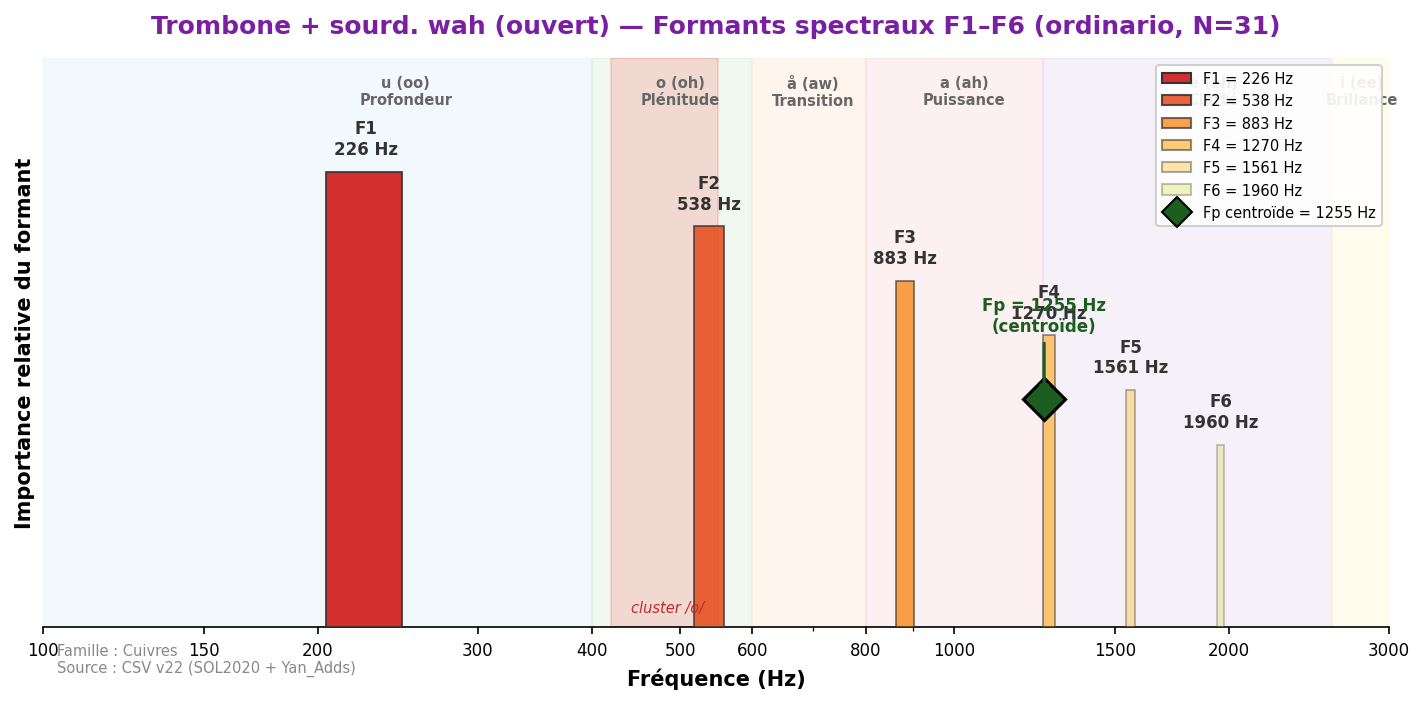 Trombone + sourd. wah (ouvert) — Formants spectraux F1–F6 (ordinario, N=31)
u (oo)
Profondeur
o (oh)
Plénitude
å (aw)
Transition
a (ah)
Puissance
i (ee)
Brillance
F1 = 226 Hz
F2 = 538 Hz
F3 = 883 Hz
F4 = 1270 Hz
F5 = 1561 Hz
F6 = 1960 Hz
Fp centroïde = 1255 Hz
F1
226 Hz
F2
538 Hz
F3
883 Hz
F4
1270 Hz
Fp = 1255 Hz
(centroïde)
F5
1561 Hz
F6
1960 Hz
cluster /o/
Importance relative du formant
100 150 200 300 400 500 600 800 1000 1500 2000 3000
Famille : Cuivres
Source : CSV v22 (SOL2020 + Yan_Adds)
Fréquence (Hz)